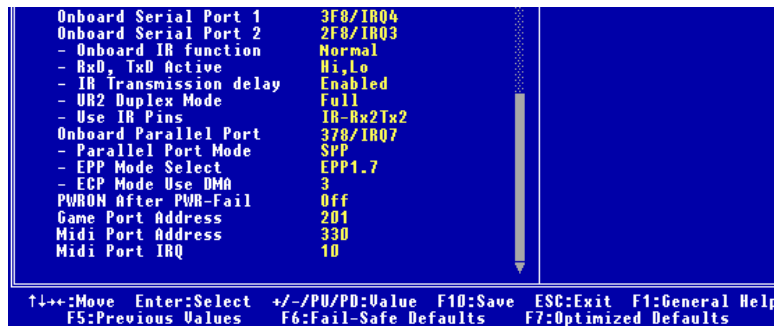 Onboard Serial Port 1 3F8/IRQ4
Onboard Serial Port 2 2F8/IRQ3
- Onboard IR function Normal
- RxD, TxD Active Hi,Lo
- IR Transmission delay Enabled
- UR2 Duplex Mode Full
- Use IR Pins IR-Rx2Tx2
Onboard Parallel Port 378/IRQ7
- Parallel Port Mode SPP
- EPP Mode Select EPP1.7
- ECP Mode Use DMA 3
PWRON After PWR-Fail Off
Game Port Address 201
Midi Port Address 330
Midi Port IRQ 10
↑↓→←:Move Enter:Select +/-/PU/PD:Value F10:Save ESC:Exit F1:General Help
F5:Previous Values F6:Fail-Safe Defaults F7:Optimized Defaults